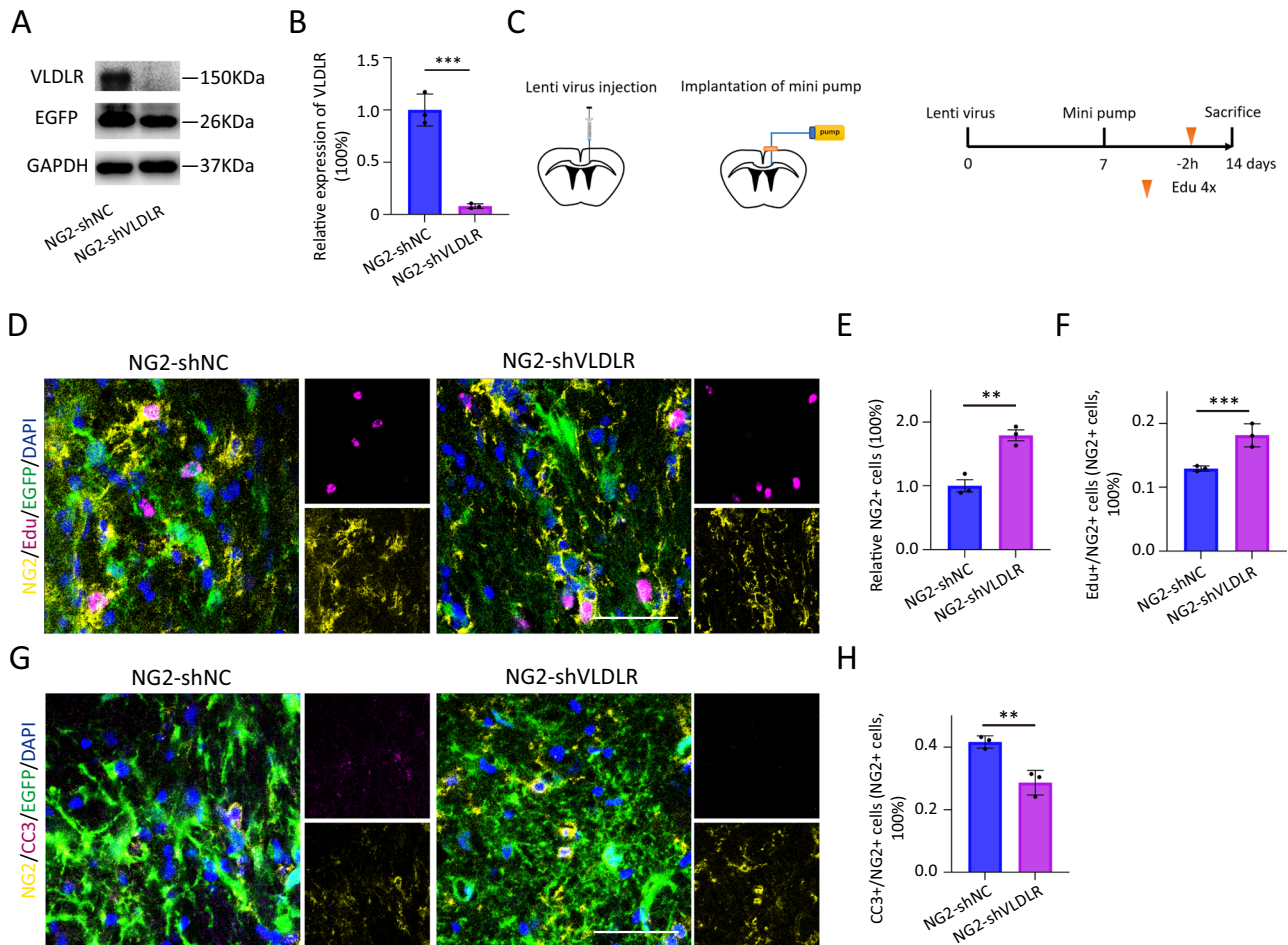 A
VLDLR
—150KDa
EGFP
—26KDa
GAPDH
—37KDa
NG2-shNC
NG2-shVLDLR
B
Relative expression of VLDLR
(100%)
1.5
1.0
0.5
0
***
NG2-shNC
NG2-shVLDLR
C
Lenti virus injection
Implantation of mini pump
pump
Lenti virus
Mini pump
Sacrifice
0
7
-2h
14 days
Edu 4x
D
NG2-shNC
NG2-shVLDLR
NG2/Edu/EGFP/DAPI
E
Relative NG2+ cells (100%)
2.0
1.0
0.0
**
NG2-shNC
NG2-shVLDLR
F
Edu+/NG2+ cells (NG2+ cells,
100%)
0.2
0.1
0.0
***
NG2-shNC
NG2-shVLDLR
G
NG2-shNC
NG2-shVLDLR
NG2/CC3/EGFP/DAPI
H
CC3+/NG2+ cells (NG2+ cells,
100%)
0.4
0.2
0.0
**
NG2-shNC
NG2-shVLDLR